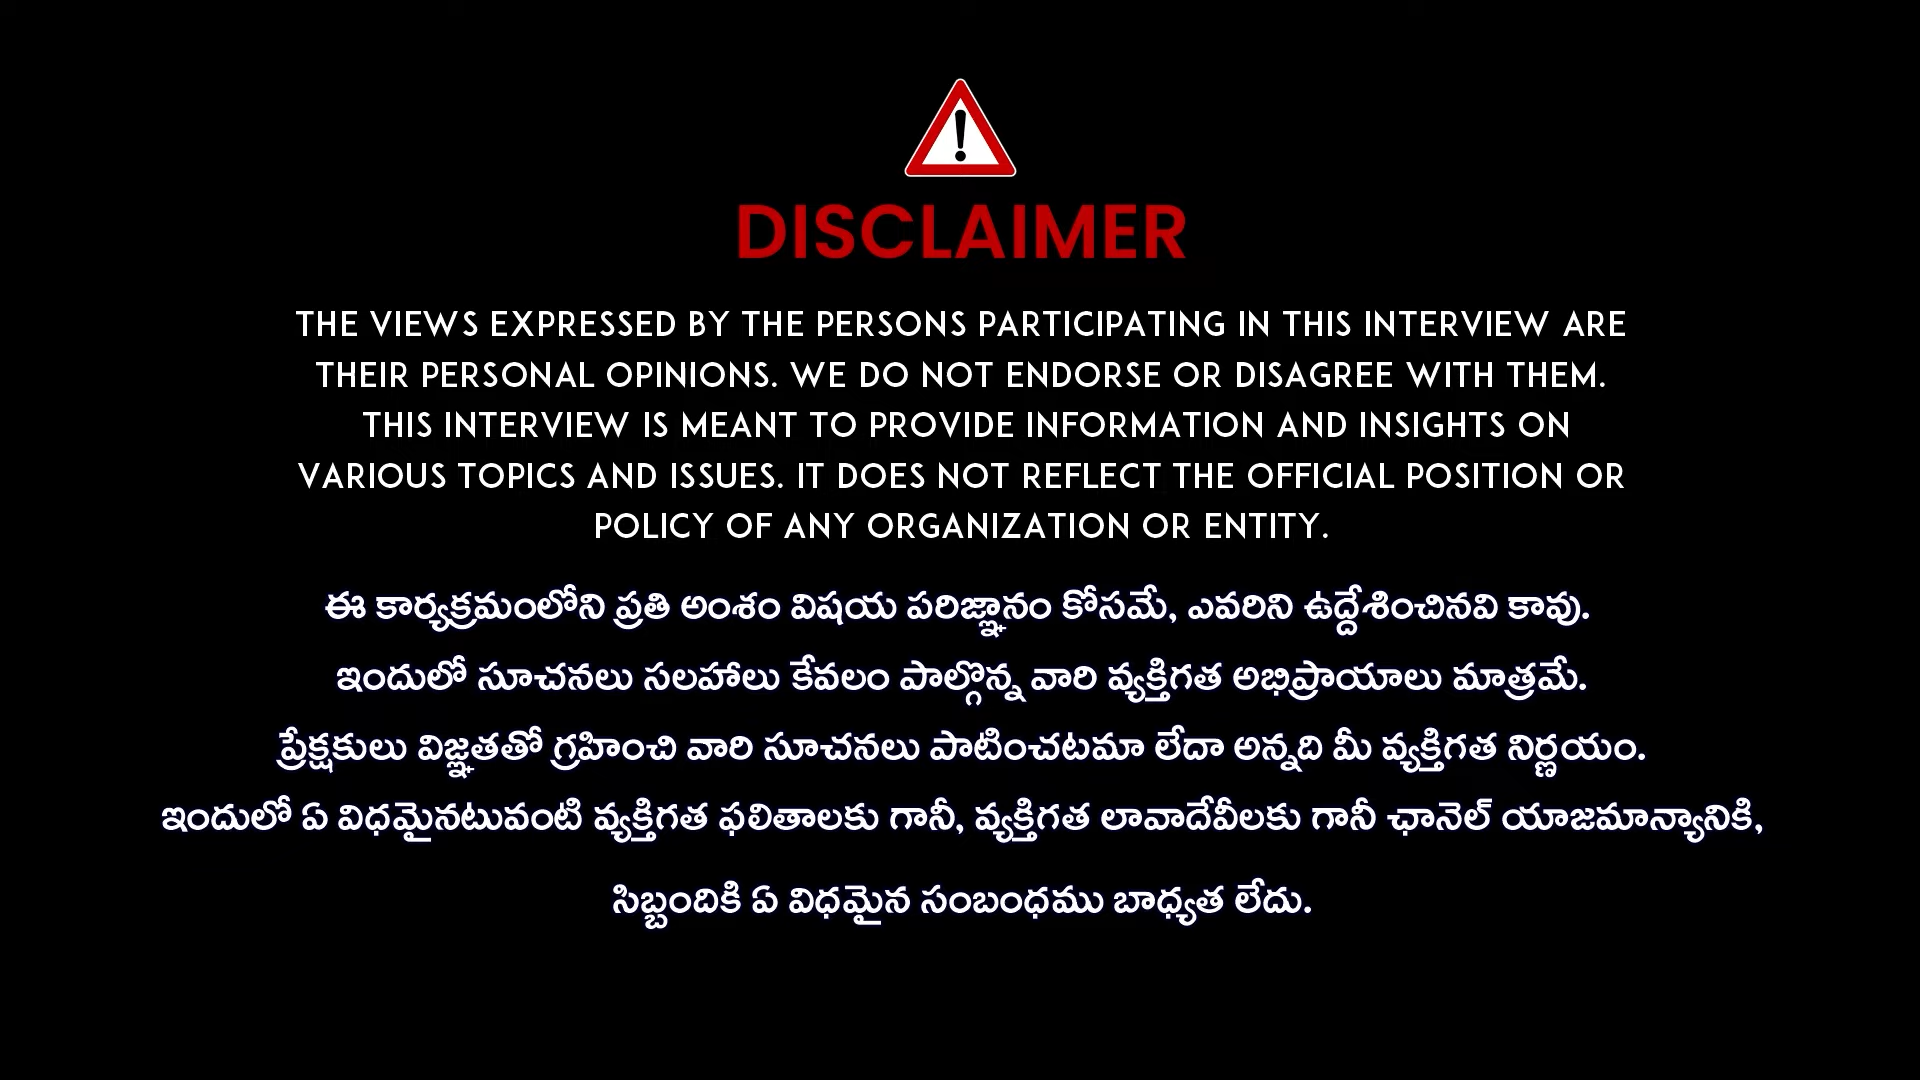 DISCLAIMER
THE VIEWS EXPRESSED BY THE PERSONS PARTICIPATING IN THIS INTERVIEW ARE
THEIR PERSONAL OPINIONS. WE DO NOT ENDORSE OR DISAGREE WITH THEM.
THIS INTERVIEW IS MEANT TO PROVIDE INFORMATION AND INSIGHTS ON
VARIOUS TOPICS AND ISSUES. IT DOES NOT REFLECT THE OFFICIAL POSITION OR
POLICY OF ANY ORGANIZATION OR ENTITY.
ఈ కార్యక్రమంలోని ప్రతి అంశం విషయ పరిజ్ఞానం కోసమే, ఎవరిని ఉద్దేశించినవి కావు.
ఇందులో సూచనలు సలహాలు కేవలం పాల్గొన్న వారి వ్యక్తిగత అభిప్రాయాలు మాత్రమే.
ప్రేక్షకులు విజ్ఞతతో గ్రహించి వారి సూచనలు పాటించటమా లేదా అన్నది మీ వ్యక్తిగత నిర్ణయం.
ఇందులో ఏ విధమైనటువంటి వ్యక్తిగత ఫలితాలకు గానీ, వ్యక్తిగత లావాదేవీలకు గానీ ఛానెల్ యాజమాన్యానికి,
సిబ్బందికి ఏ విధమైన సంబంధము బాధ్యత లేదు.